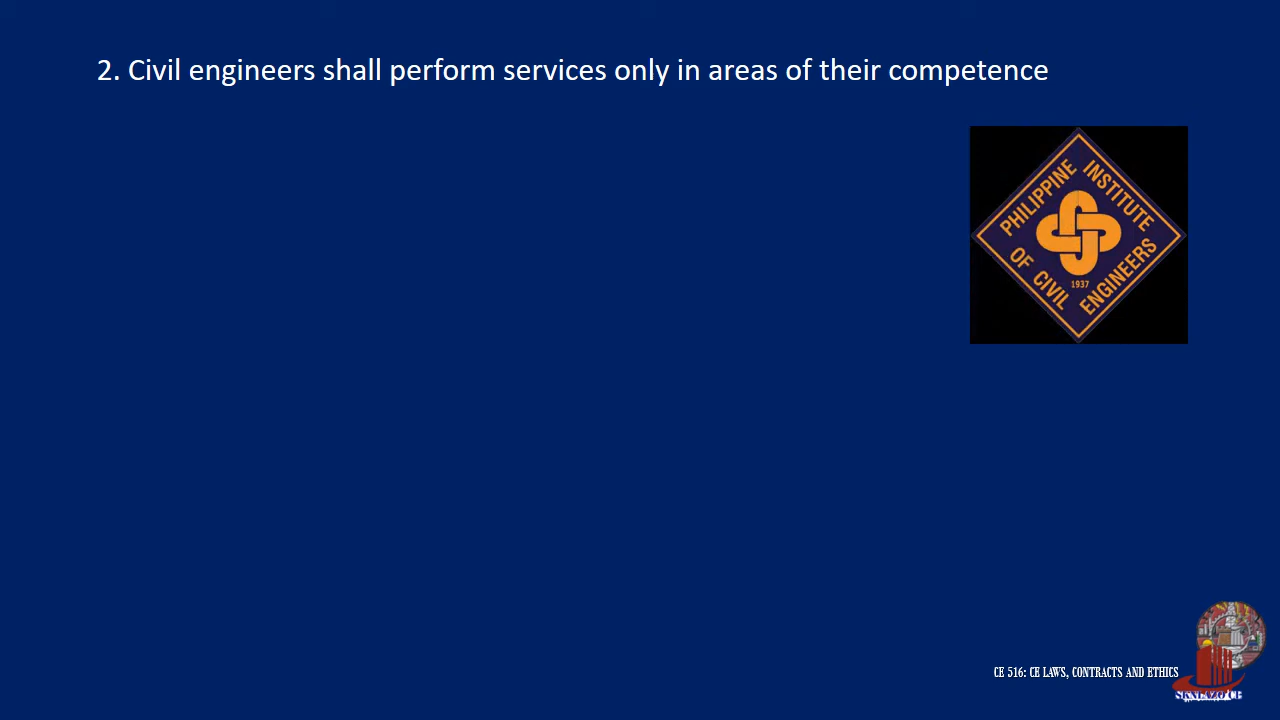 2. Civil engineers shall perform services only in areas of their competence
PHILIPPINE INSTITUTE
OF CIVIL ENGINEERS
1937
CE 516: CE LAWS, CONTRACTS AND ETHICS